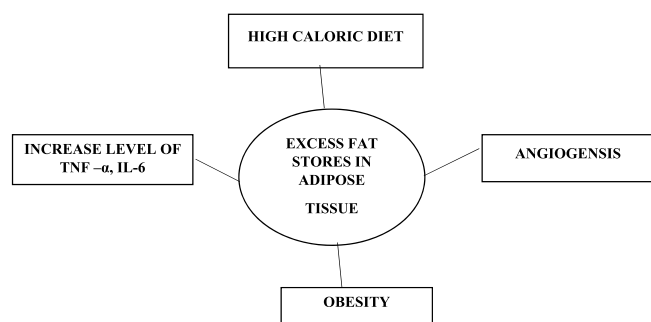 HIGH CALORIC DIET
INCREASE LEVEL OF
TNF –α, IL-6
EXCESS FAT
STORES IN
ADIPOSE
TISSUE
ANGIOGENSIS
OBESITY